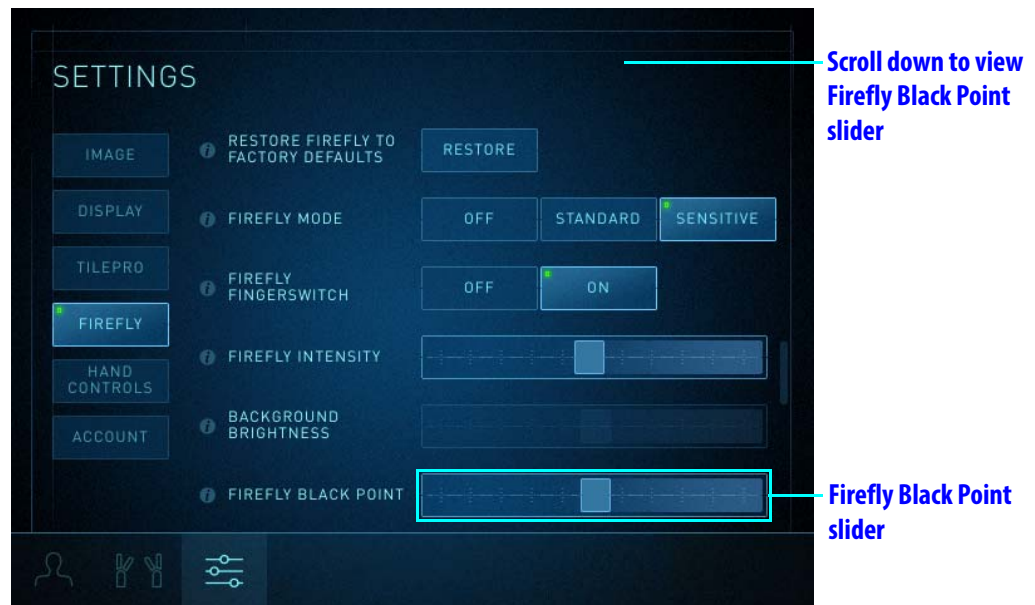 SETTINGS
Scroll down to view
Firefly Black Point
slider
IMAGE
DISPLAY
TILEPRO
FIREFLY
HAND
CONTROLS
ACCOUNT
RESTORE FIREFLY TO
FACTORY DEFAULTS
RESTORE
FIREFLY MODE
OFF
STANDARD
SENSITIVE
FIREFLY
FINGERSWITCH
OFF
ON
FIREFLY INTENSITY
BACKGROUND
BRIGHTNESS
FIREFLY BLACK POINT
Firefly Black Point
slider